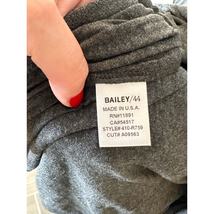 BAILEY/44
MADE IN U.S.A.
RN#11891
CA#54517
STYLE# 410-R759
CUT# A09563